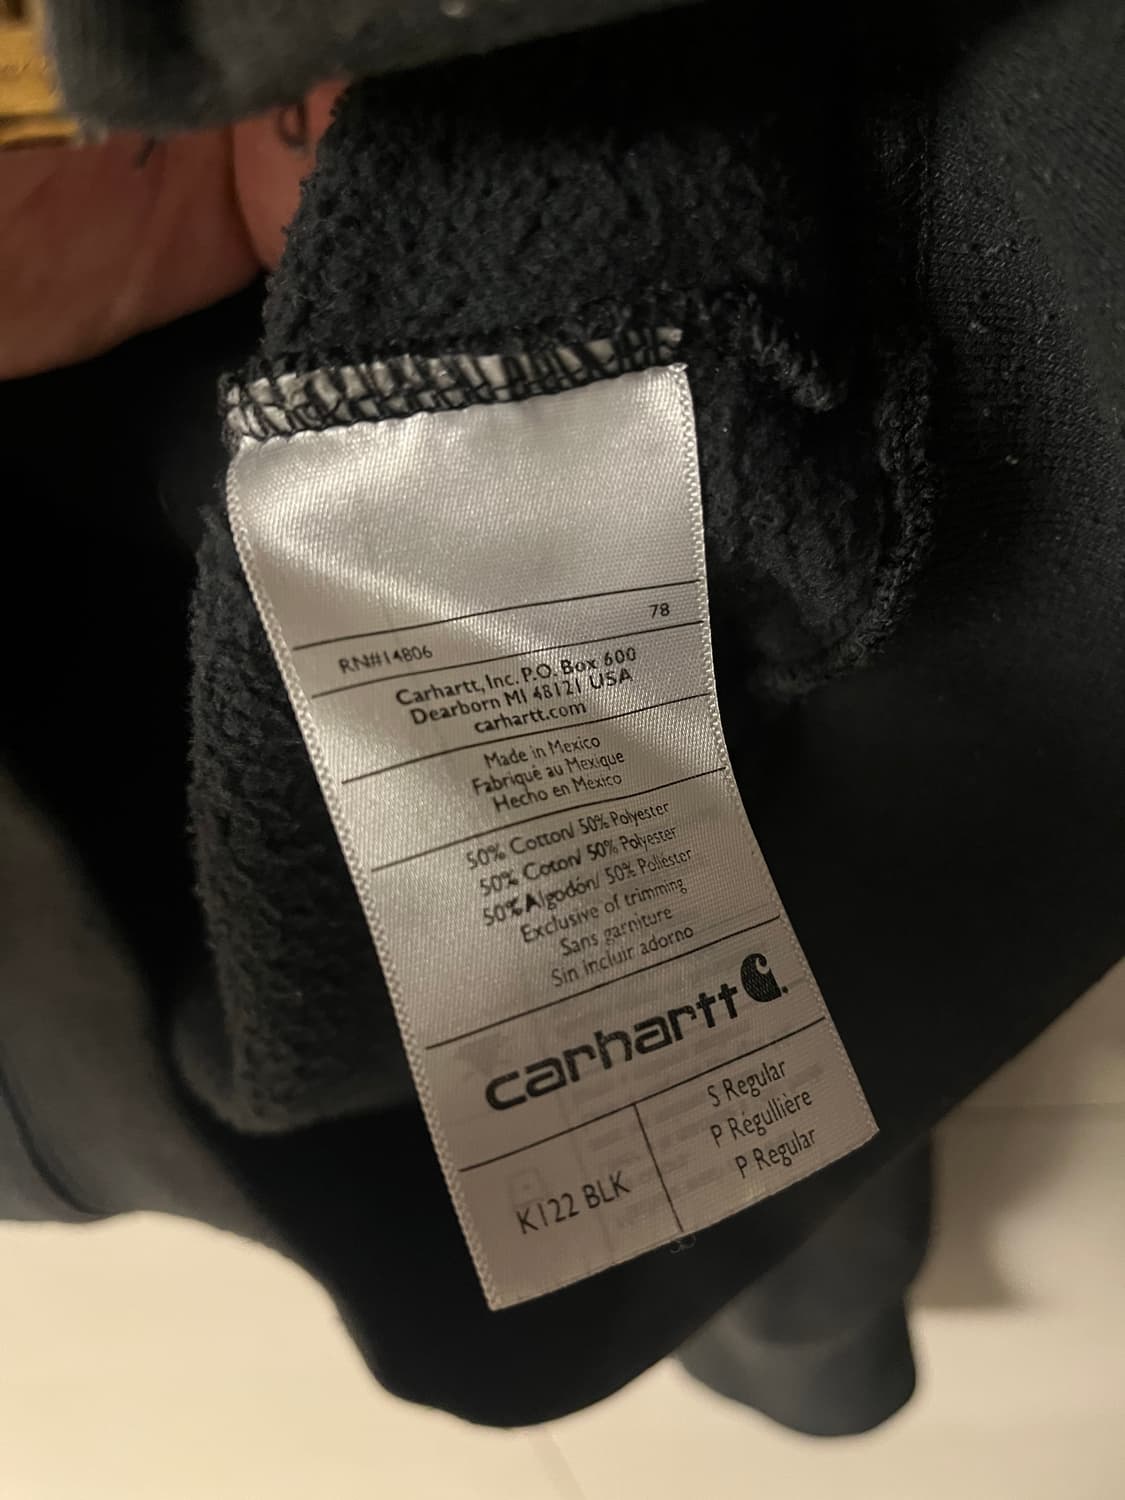 78
RN#14806
Carhartt, Inc. P.O. Box 600
Dearborn MI 48121 USA
carhartt.com
Made in Mexico
Fabriqué au Mexique
Hecho en Mexico
50% Cotton/ 50% Polyester
50% Coton/ 50% Polyester
50% Algodón/ 50% Poliéster
Exclusive of trimming
Sans garniture
Sin incluir adorno
carhartt
S Regular
P Régullière
P Regular
K122 BLK